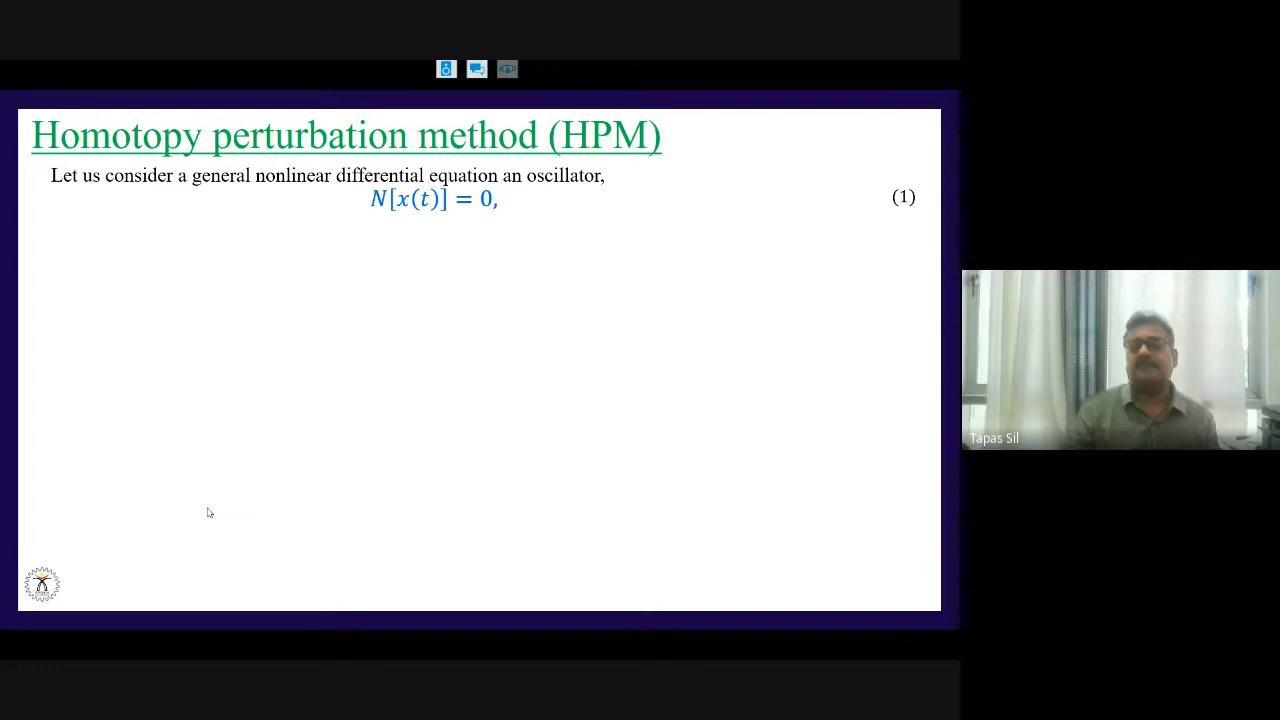 Homotopy perturbation method (HPM)
Let us consider a general nonlinear differential equation an oscillator,
N[x(t)] = 0, (1)
Tapas Sil